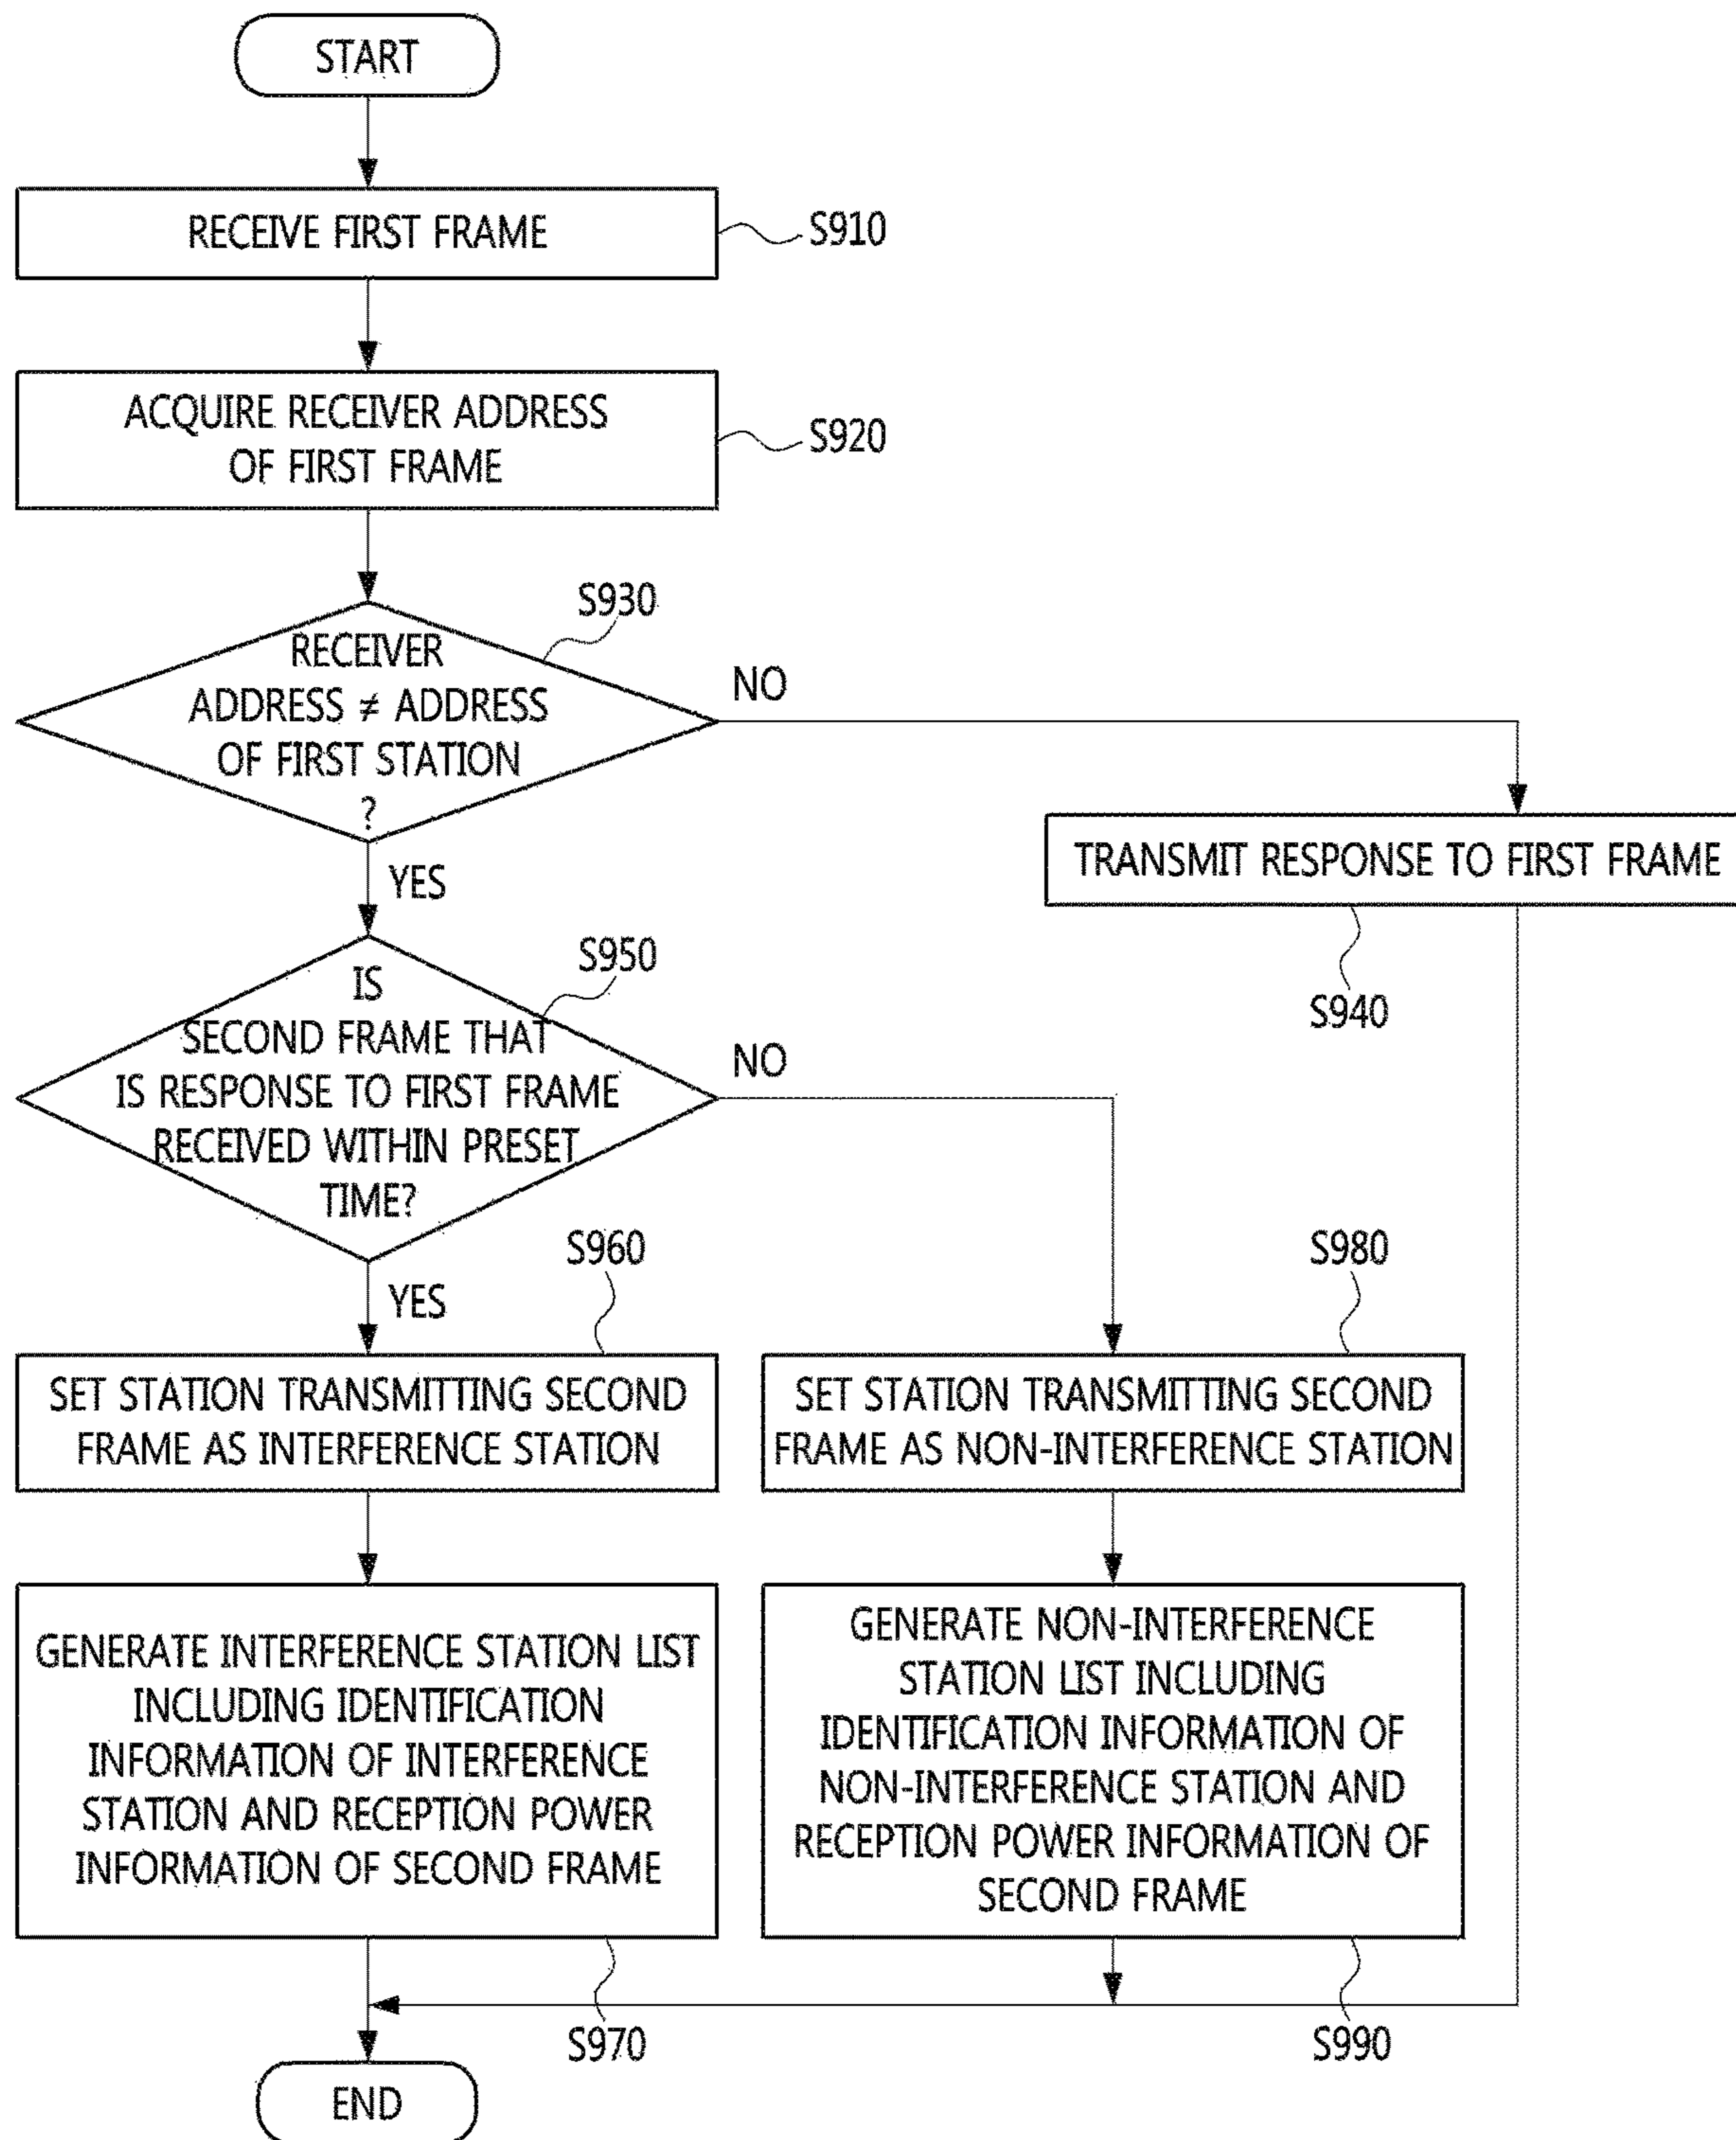 START
RECEIVE FIRST FRAME
S910
ACQUIRE RECEIVER ADDRESS
OF FIRST FRAME
S920
S930
RECEIVER
ADDRESS ≠ ADDRESS
OF FIRST STATION
?
NO
YES
TRANSMIT RESPONSE TO FIRST FRAME
S940
S950
IS
SECOND FRAME THAT
IS RESPONSE TO FIRST FRAME
RECEIVED WITHIN PRESET
TIME?
NO
YES
S960
SET STATION TRANSMITTING SECOND
FRAME AS INTERFERENCE STATION
S980
SET STATION TRANSMITTING SECOND
FRAME AS NON-INTERFERENCE STATION
GENERATE INTERFERENCE STATION LIST
INCLUDING IDENTIFICATION
INFORMATION OF INTERFERENCE
STATION AND RECEPTION POWER
INFORMATION OF SECOND FRAME
S970
GENERATE NON-INTERFERENCE
STATION LIST INCLUDING
IDENTIFICATION INFORMATION OF
NON-INTERFERENCE STATION AND
RECEPTION POWER INFORMATION OF
SECOND FRAME
S990
END